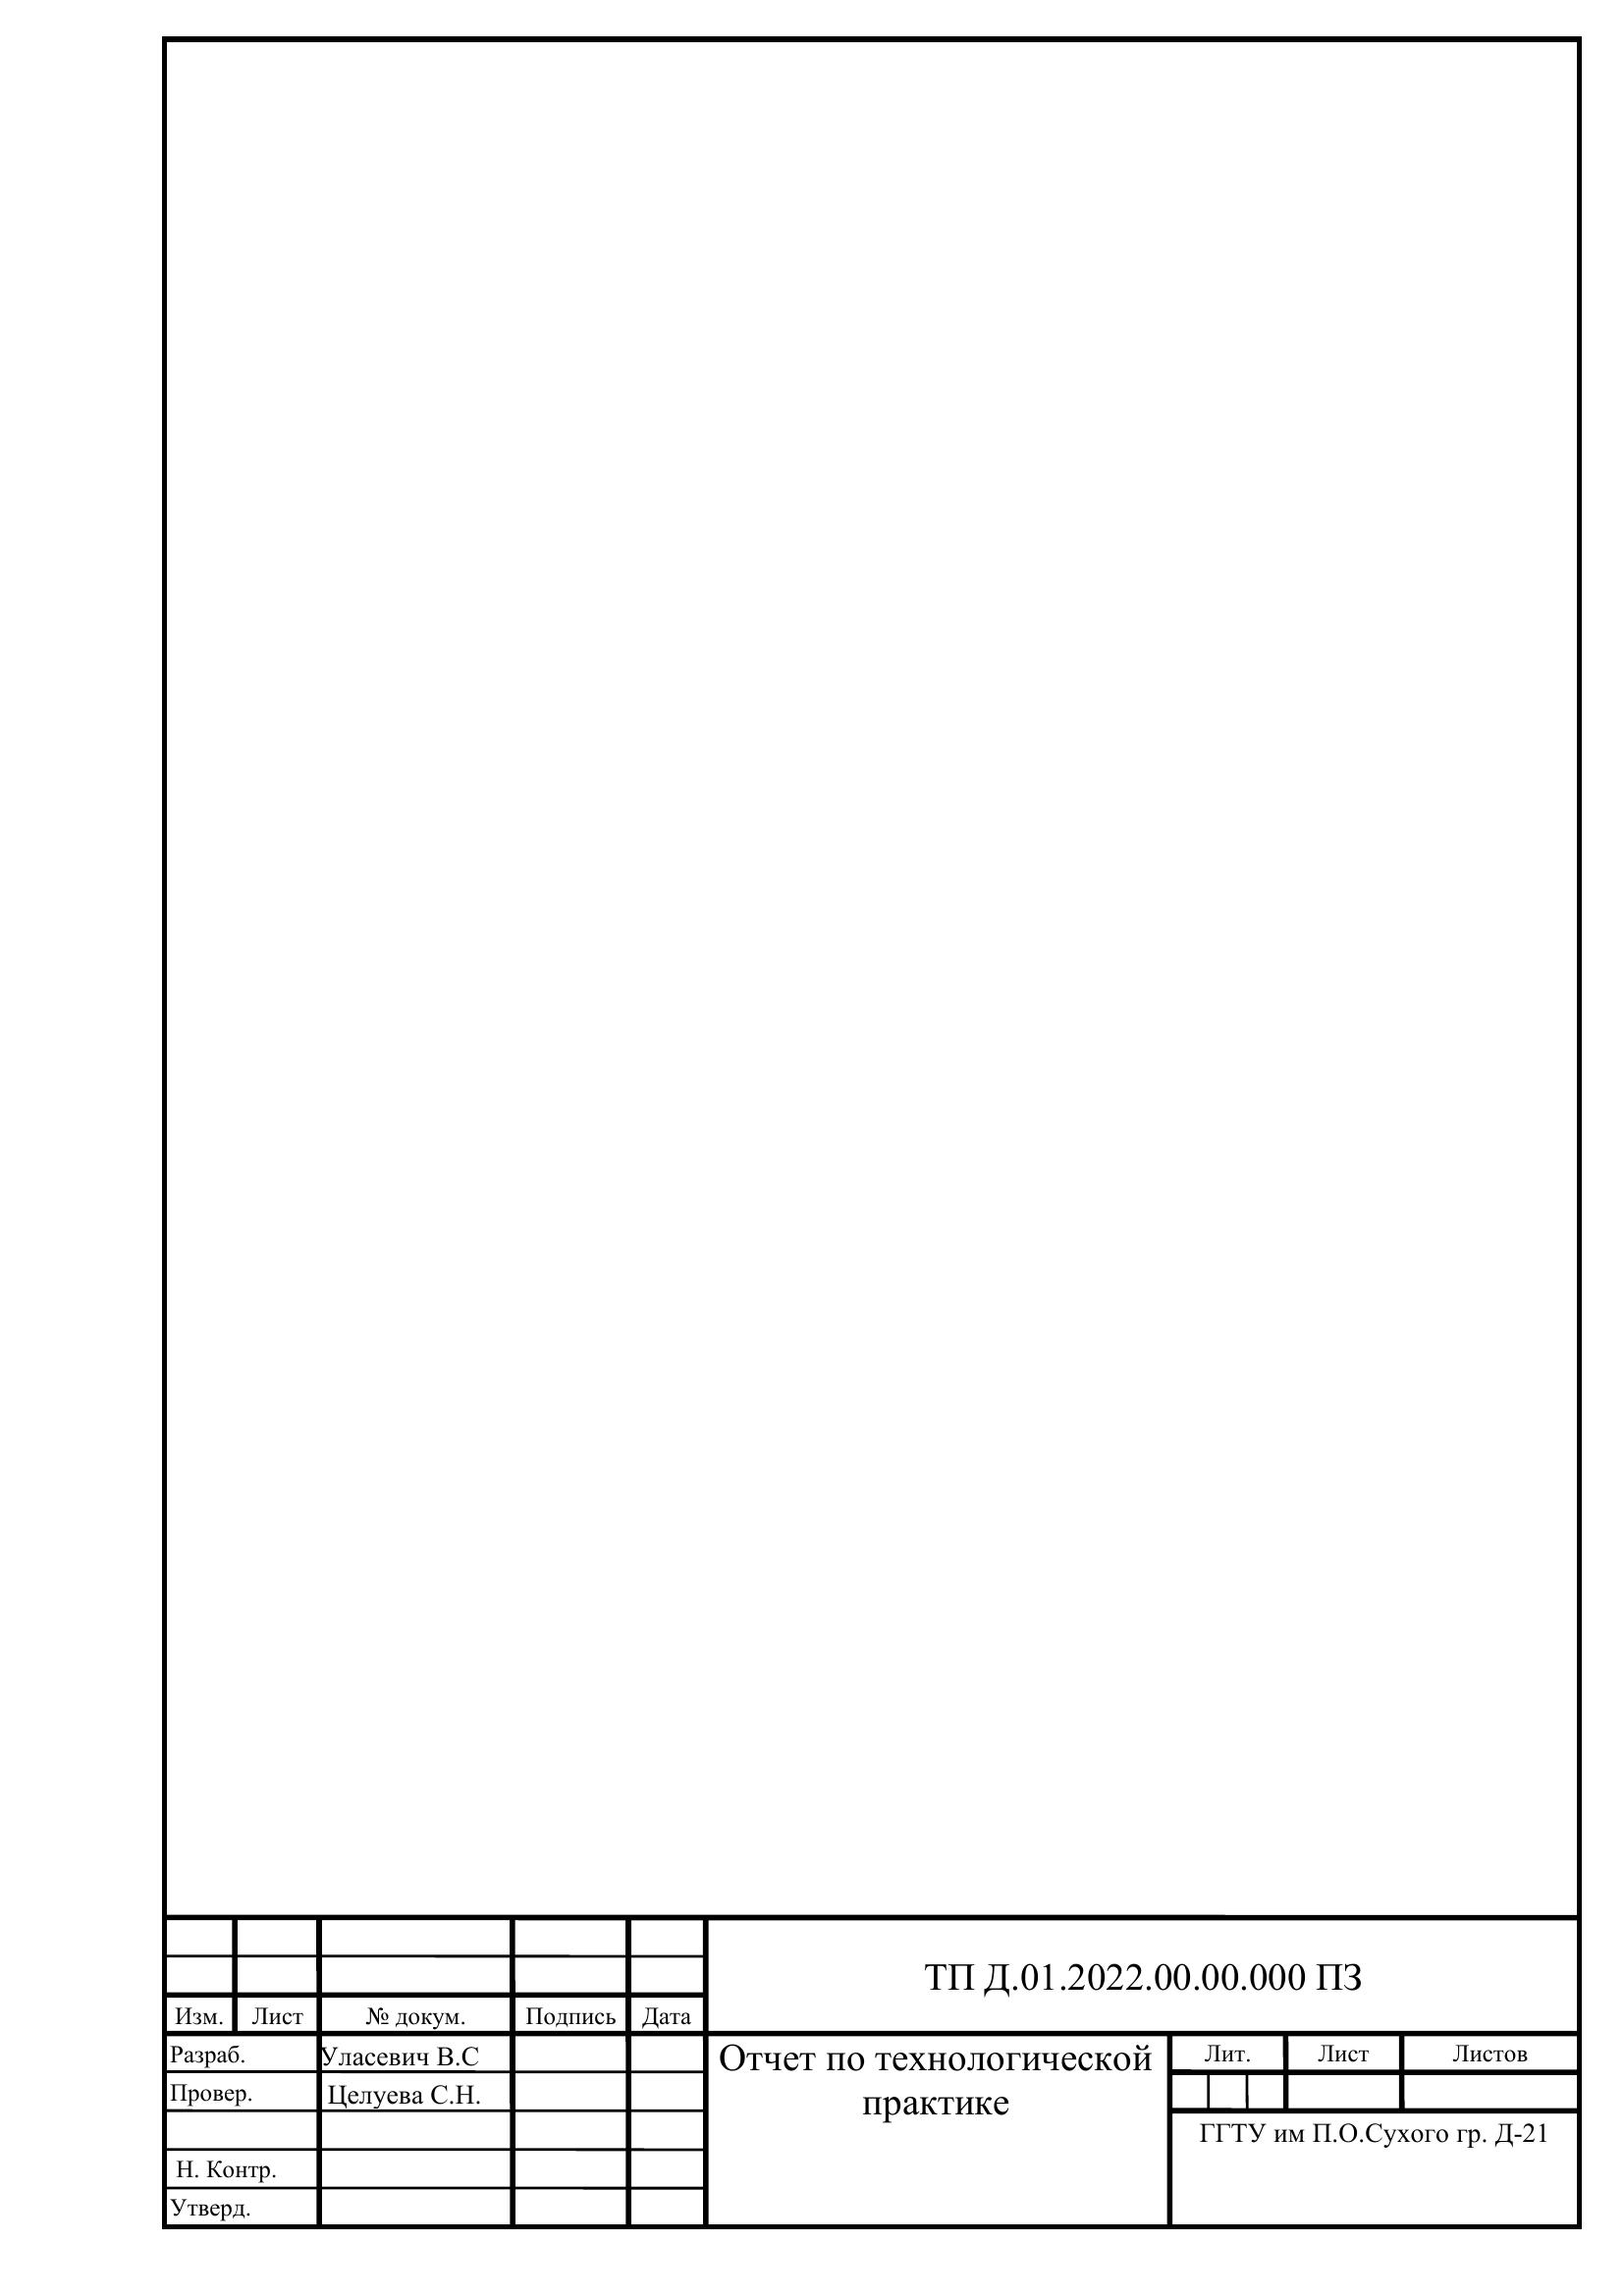 ТП Д.01.2022.00.00.000 ПЗ
Изм. Лист № докум. Подпись Дата
Разраб. Уласевич В.С
Провер. Целуева С.Н.
Н. Контр.
Утверд.
Отчет по технологической
практике
Лит. Лист Листов
ГГТУ им П.О.Сухого гр. Д-21